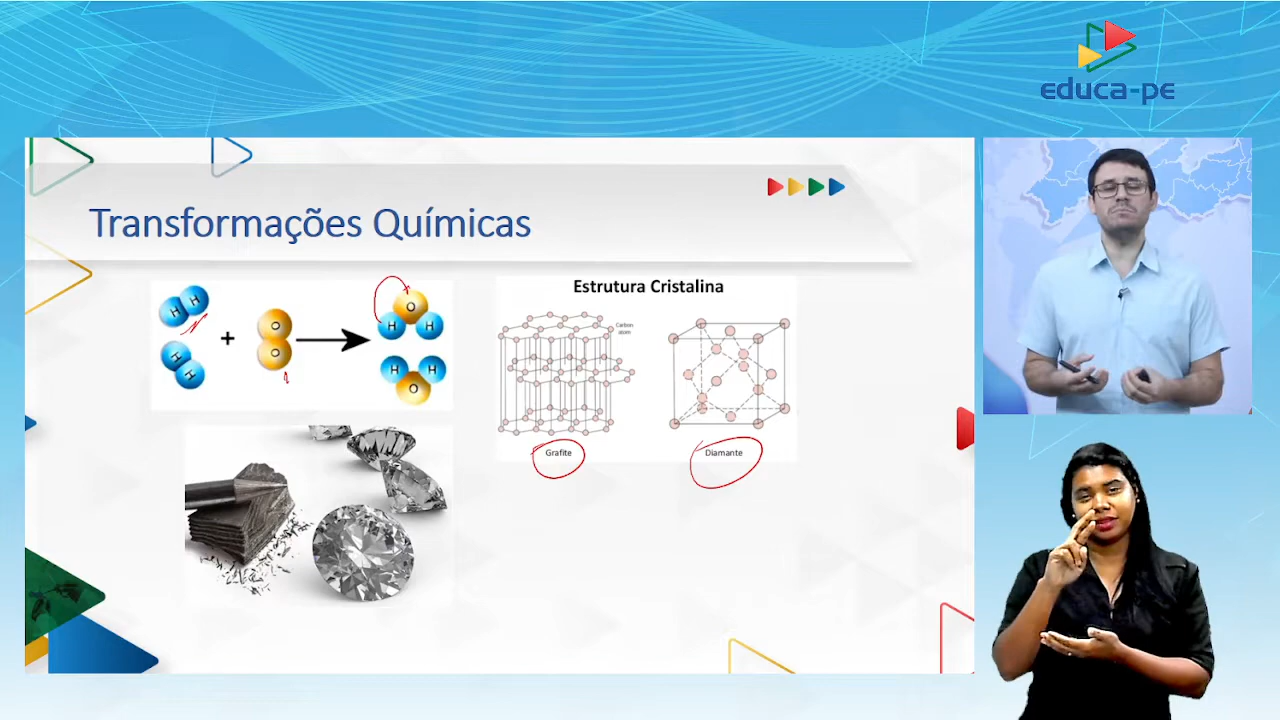 educa-pe
Transformações Químicas
H H
O
+
O
H H
O
H H
H H
O
Estrutura Cristalina
Carbon
atom
Grafite
Diamante